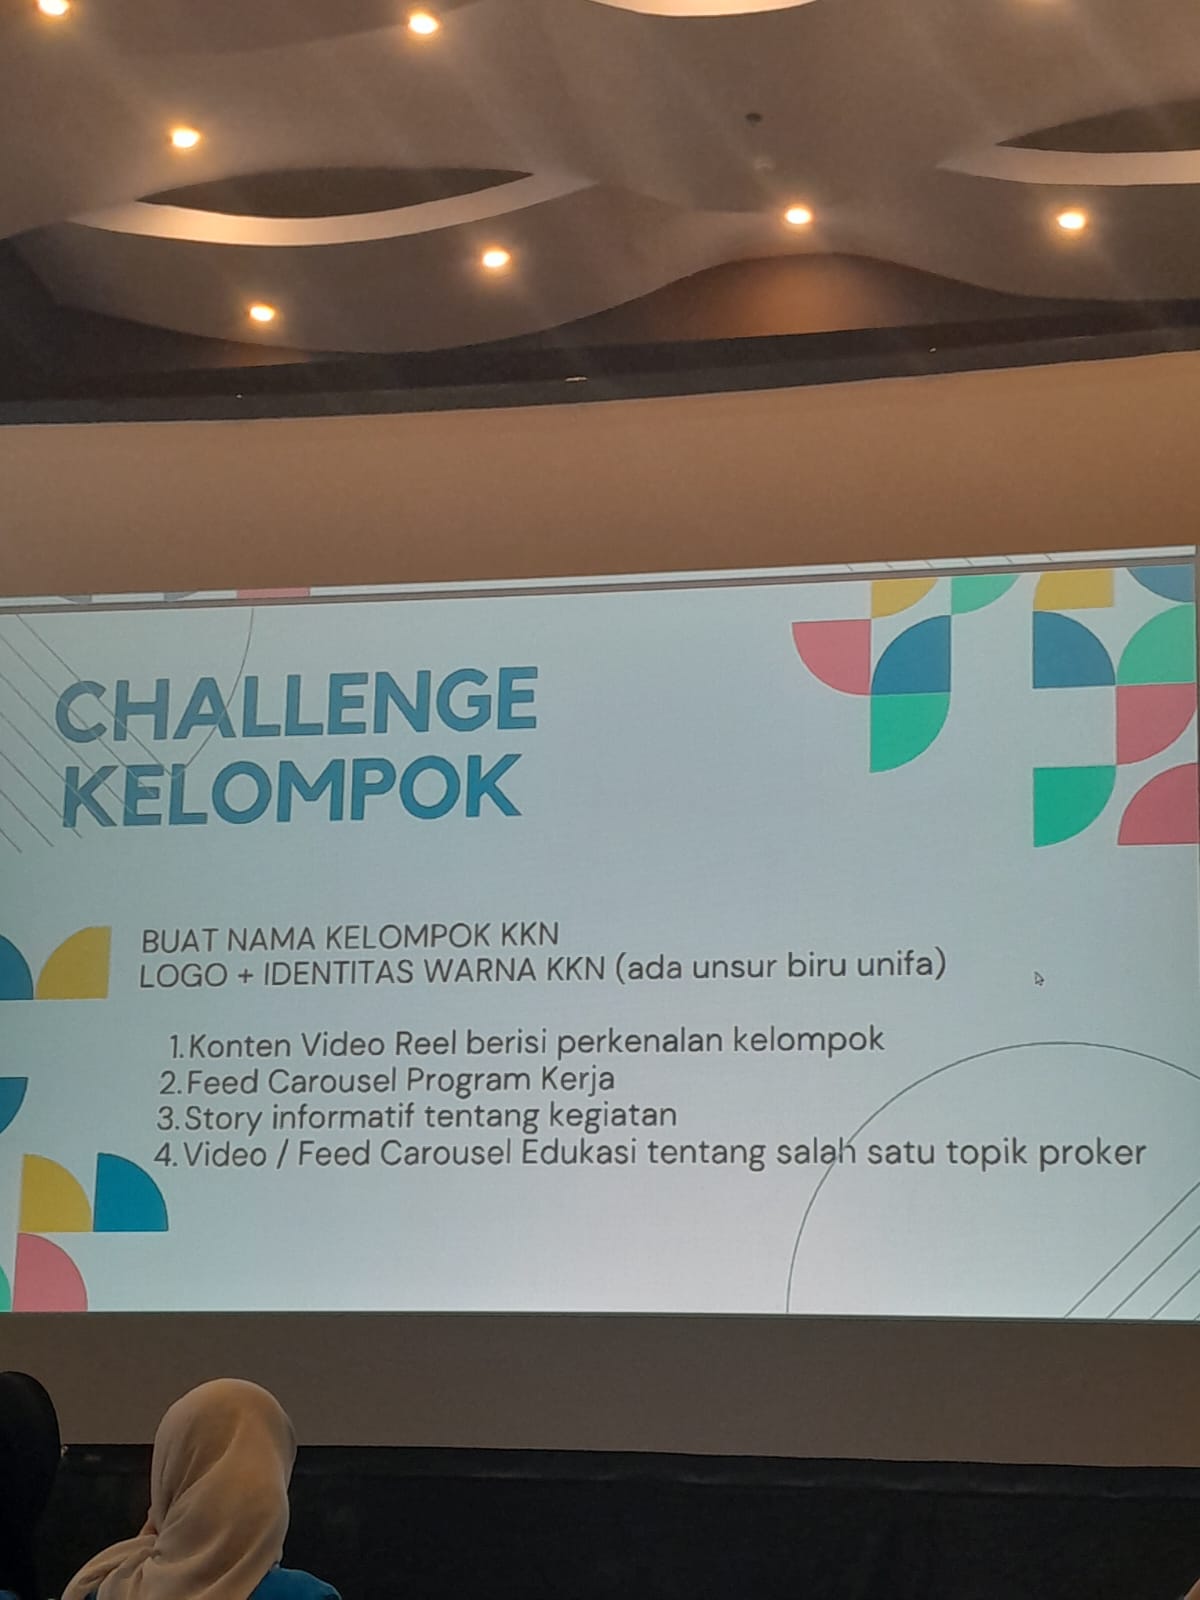 CHALLENGE
KELOMPOK
BUAT NAMA KELOMPOK KKN
LOGO + IDENTITAS WARNA KKN (ada unsur biru unifa)
1. Konten Video Reel berisi perkenalan kelompok
2. Feed Carousel Program Kerja
3. Story informatif tentang kegiatan
4. Video / Feed Carousel Edukasi tentang salah satu topik proker